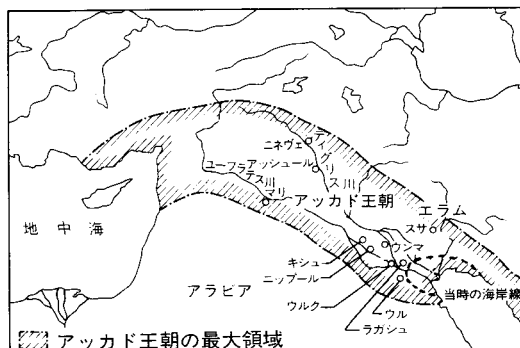 ニネヴェ
ティグリス川
アッシュール
ユーフラテス川
マリ
アッカド王朝
エラム
スサ
地中海
キシュ
ウンマ
ニップール
当時の海岸線
アラビア
ウルク
ウル
ラガシュ
アッカド王朝の最大領域